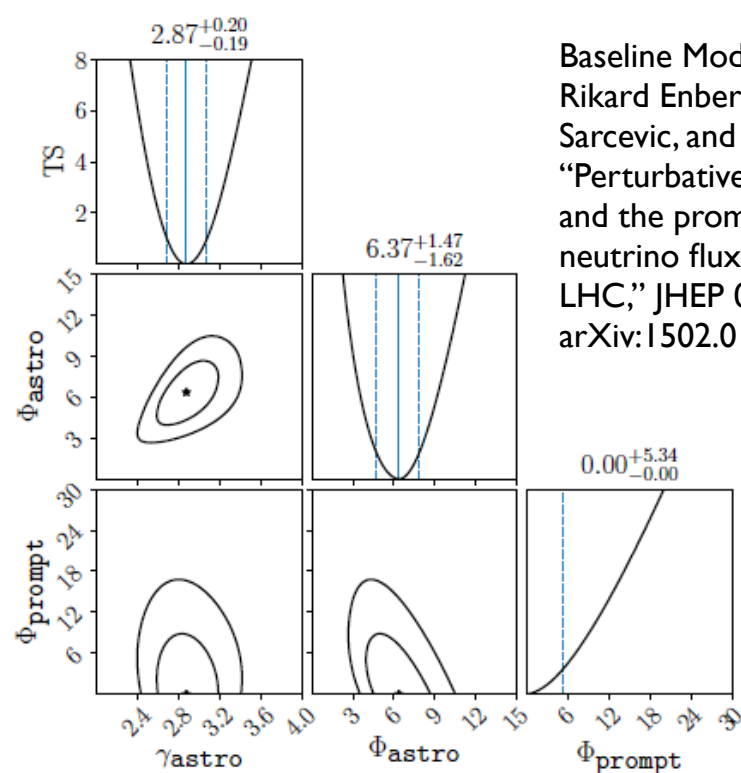 2.87+0.20−0.19
Baseline Mod
Rikard Enber
Sarcevic, and
"Perturbative
and the prom
neutrino flux
LHC," JHEP 0
arXiv:1502.0
TS
8
6
4
2
6.37+1.47−1.62
Φastro
15
12
9
6
3
0.00+5.34−0.00
Φprompt
30
24
18
12
6
2.4 2.8 3.2 3.6 4.0
3 6 9 12 15
6 12 18 24 30
γastro
Φastro
Φprompt